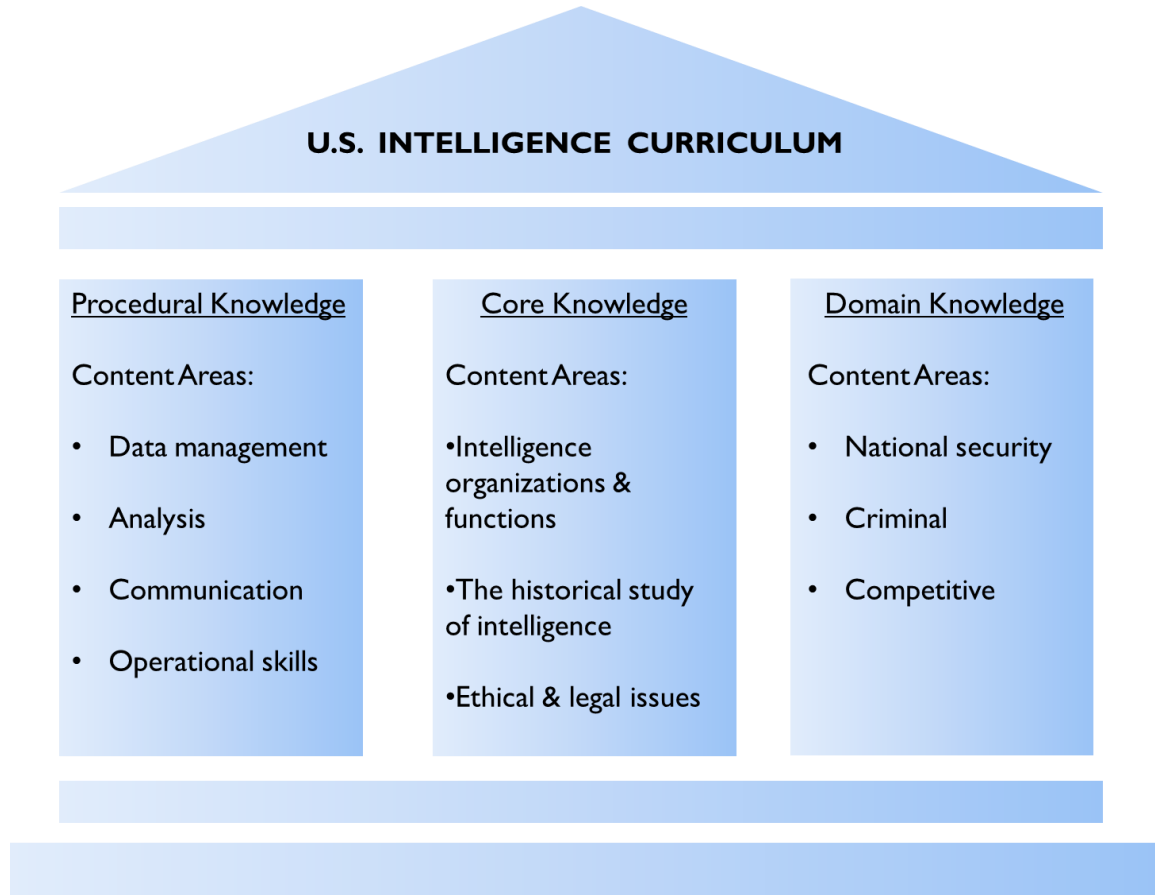 U.S. INTELLIGENCE CURRICULUM
Procedural Knowledge
Content Areas:
• Data management
• Analysis
• Communication
• Operational skills
Core Knowledge
Content Areas:
•Intelligence
organizations &
functions
•The historical study
of intelligence
•Ethical & legal issues
Domain Knowledge
Content Areas:
• National security
• Criminal
• Competitive